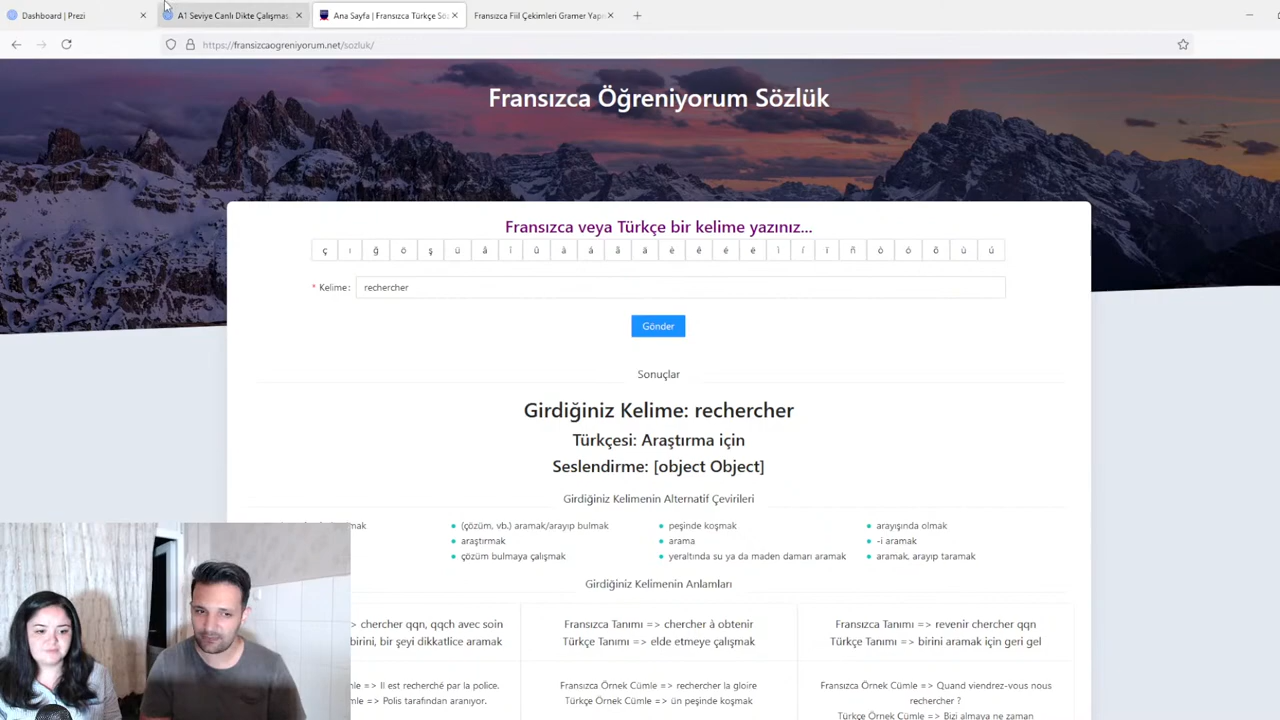 Dashboard | Prezi
A1 Seviye Canlı Dikte Çalışmas
Ana Sayfa | Fransızca Türkçe Sö
Fransızca Fiil Çekimleri Gramer Yapı
https://fransizcaogreniyorum.net/sozluk/
Fransızca Öğreniyorum Sözlük
Fransızca veya Türkçe bir kelime yazınız...
ç ı ğ ö ş ü â î û à á ã ä è ê é ë ì í ï ñ ò ó õ ù ú
* Kelime: rechercher
Gönder
Sonuçlar
Girdiğiniz Kelime: rechercher
Türkçesi: Araştırma için
Seslendirme: [object Object]
Girdiğiniz Kelimenin Alternatif Çevirileri
(çözüm, vb.) aramak/arayıp bulmak
peşinde koşmak
arayışında olmak
araştırmak
arama
-i aramak
çözüm bulmaya çalışmak
yeraltında su ya da maden damarı aramak
aramak, arayıp taramak
Girdiğiniz Kelimenin Anlamları
=> chercher qqn, qqch avec soin
birini, bir şeyi dikkatlice aramak
Fransızca Tanımı => chercher à obtenir
Türkçe Tanımı => elde etmeye çalışmak
Fransızca Tanımı => revenir chercher qqn
Türkçe Tanımı => birini aramak için geri gel
=> Il est recherché par la police.
=> Polis tarafından aranıyor.
Fransızca Örnek Cümle => rechercher la gloire
Türkçe Örnek Cümle => ün peşinde koşmak
Fransızca Örnek Cümle => Quand viendrez-vous nous
rechercher ?
Türkçe Örnek Cümle => Bizi almaya ne zaman